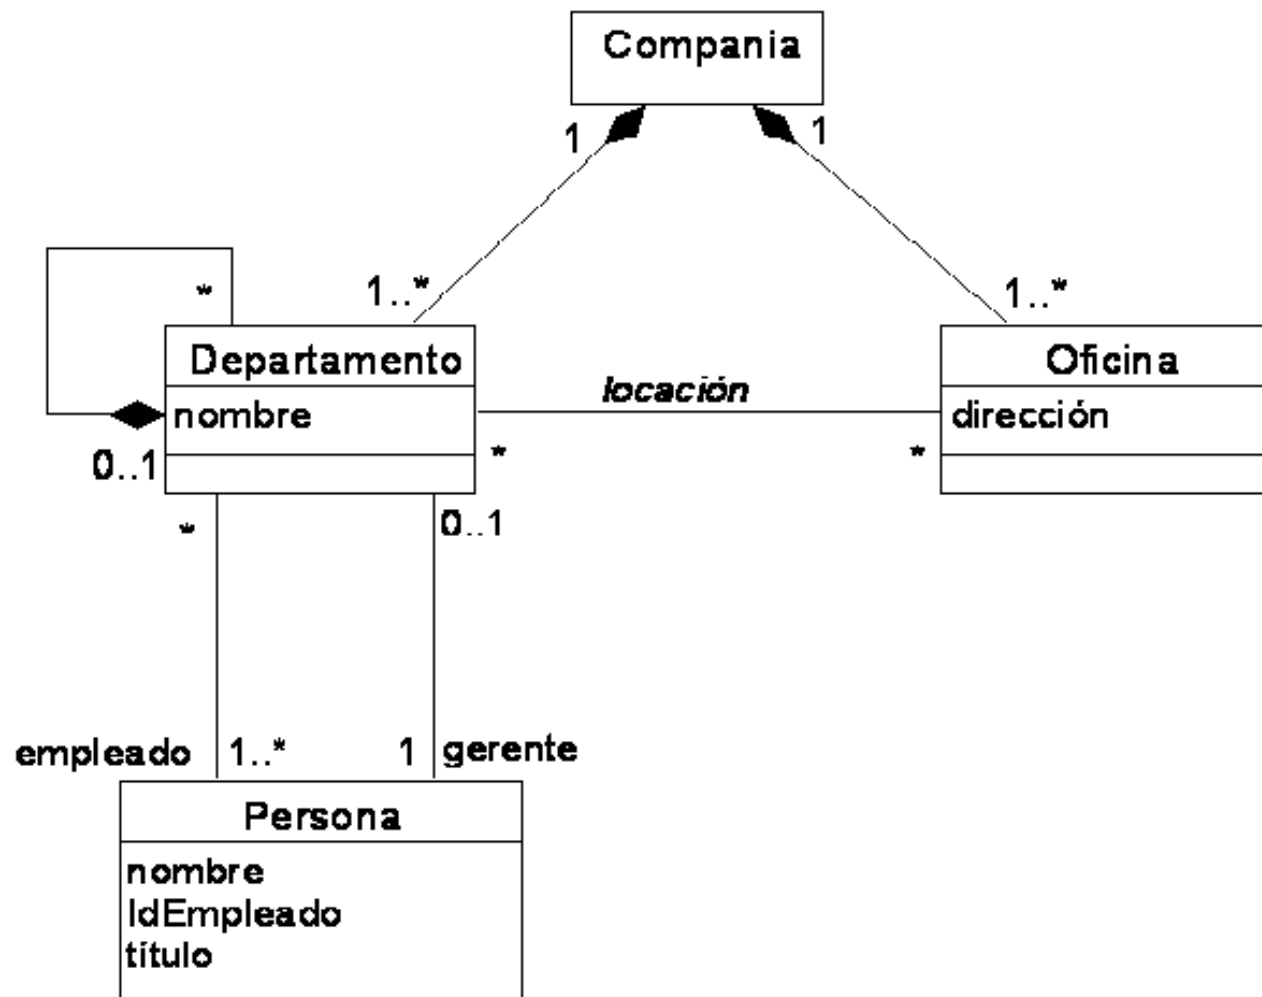 Compania
1
1
*
1..*
1..*
Departamento
Oficina
nombre
locación
dirección
0..1
*
*
*
0..1
empleado
1..*
1
gerente
Persona
nombre
IdEmpleado
título